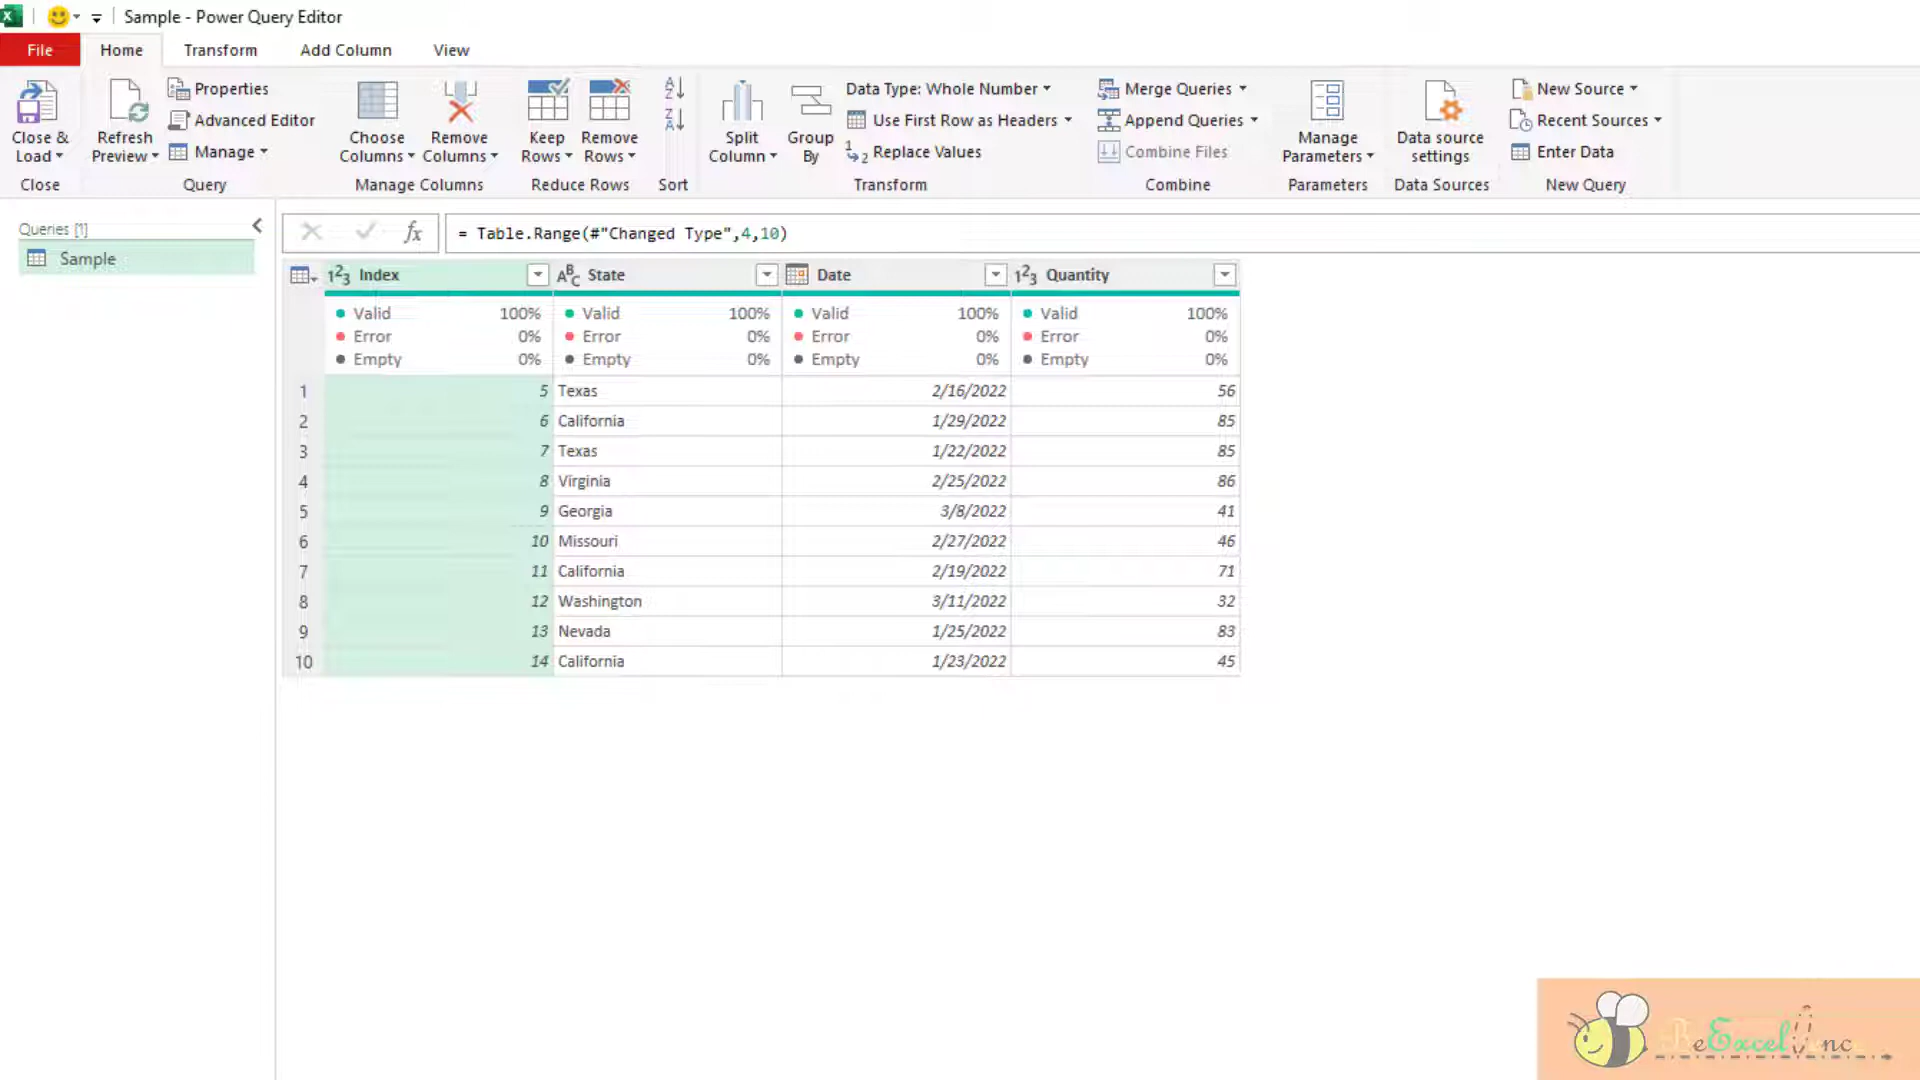 Sample - Power Query Editor
File Home Transform Add Column View
Close & Load
Close
Refresh Preview
Properties
Advanced Editor
Manage
Query
Choose Columns
Remove Columns
Manage Columns
Keep Rows
Remove Rows
Reduce Rows
Sort
Split Column
Group By
Data Type: Whole Number
Use First Row as Headers
Replace Values
Transform
Merge Queries
Append Queries
Combine Files
Combine
Manage Parameters
Parameters
Data source settings
Data Sources
New Source
Recent Sources
Enter Data
New Query
Queries [1]
Sample
fx = Table.Range(#"Changed Type",4,10)
123 Index ABC State Date 123 Quantity
Valid 100% Valid 100% Valid 100% Valid 100%
Error 0% Error 0% Error 0% Error 0%
Empty 0% Empty 0% Empty 0% Empty 0%
1 5 Texas 2/16/2022 56
2 6 California 1/29/2022 85
3 7 Texas 1/22/2022 85
4 8 Virginia 2/25/2022 86
5 9 Georgia 3/8/2022 41
6 10 Missouri 2/27/2022 46
7 11 California 2/19/2022 71
8 12 Washington 3/11/2022 32
9 13 Nevada 1/25/2022 83
10 14 California 1/23/2022 45